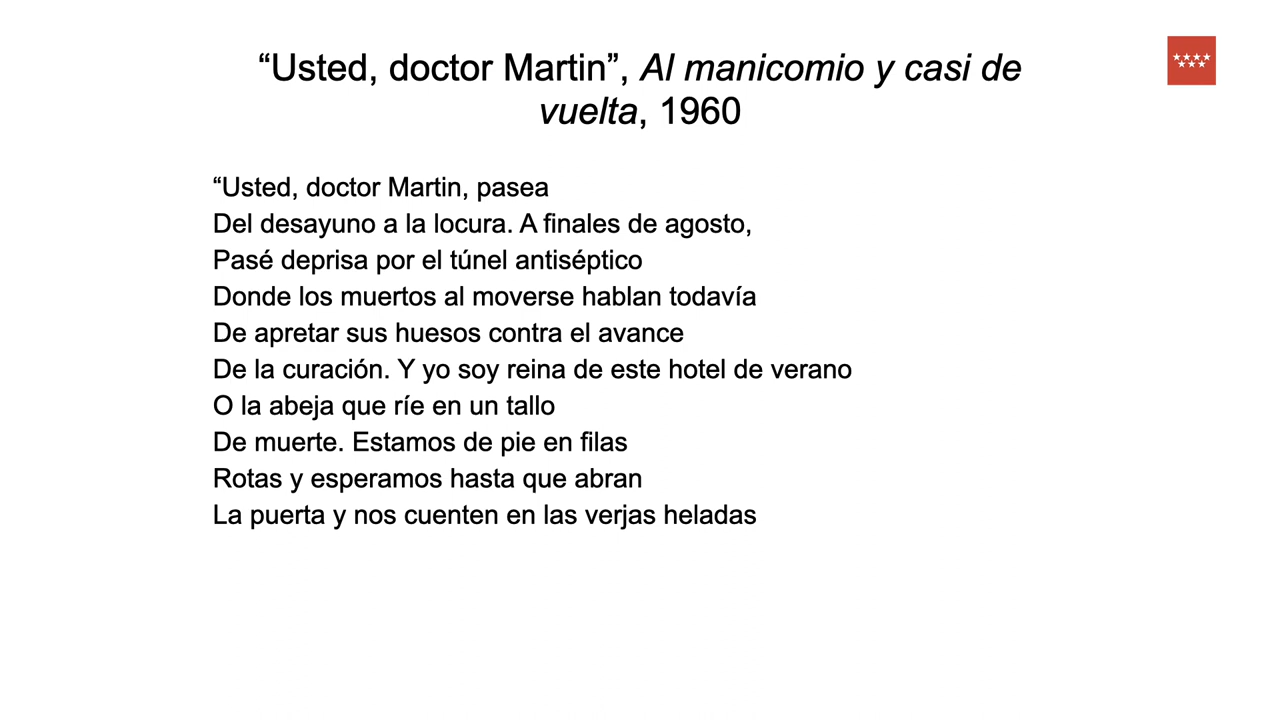 “Usted, doctor Martin”, Al manicomio y casi de
vuelta, 1960
“Usted, doctor Martin, pasea
Del desayuno a la locura. A finales de agosto,
Pasé deprisa por el túnel antiséptico
Donde los muertos al moverse hablan todavía
De apretar sus huesos contra el avance
De la curación. Y yo soy reina de este hotel de verano
O la abeja que ríe en un tallo
De muerte. Estamos de pie en filas
Rotas y esperamos hasta que abran
La puerta y nos cuenten en las verjas heladas